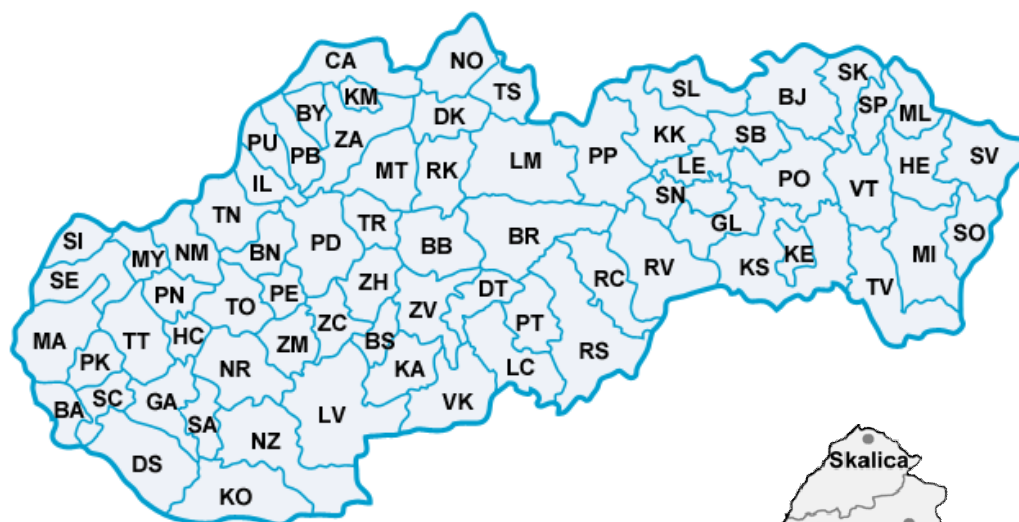 CA
NO
KM
TS
SL
SK
BJ
SP
ML
BY
DK
PU
ZA
KK
SB
PB
MT
RK
LM
PP
LE
HE
SV
IL
PO
VT
SN
TN
TR
GL
SO
SI
MY
NM
BN
PD
BB
BR
SE
RC
RV
KS
KE
MI
PN
TO
PE
ZH
DT
TV
MA
TT
HC
ZM
ZC
BS
ZV
PT
RS
PK
NR
KA
LC
BA
SC
GA
SA
LV
VK
NZ
DS
KO
Skalica